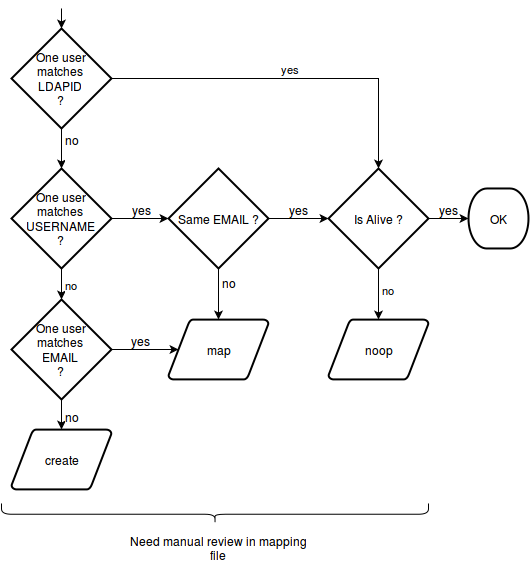 One user
matches
LDAPID
?
yes
no
One user
matches
USERNAME
?
yes
Same EMAIL ?
yes
Is Alive ?
yes
OK
no
no
no
One user
matches
EMAIL
?
yes
map
noop
no
create
Need manual review in mapping
file